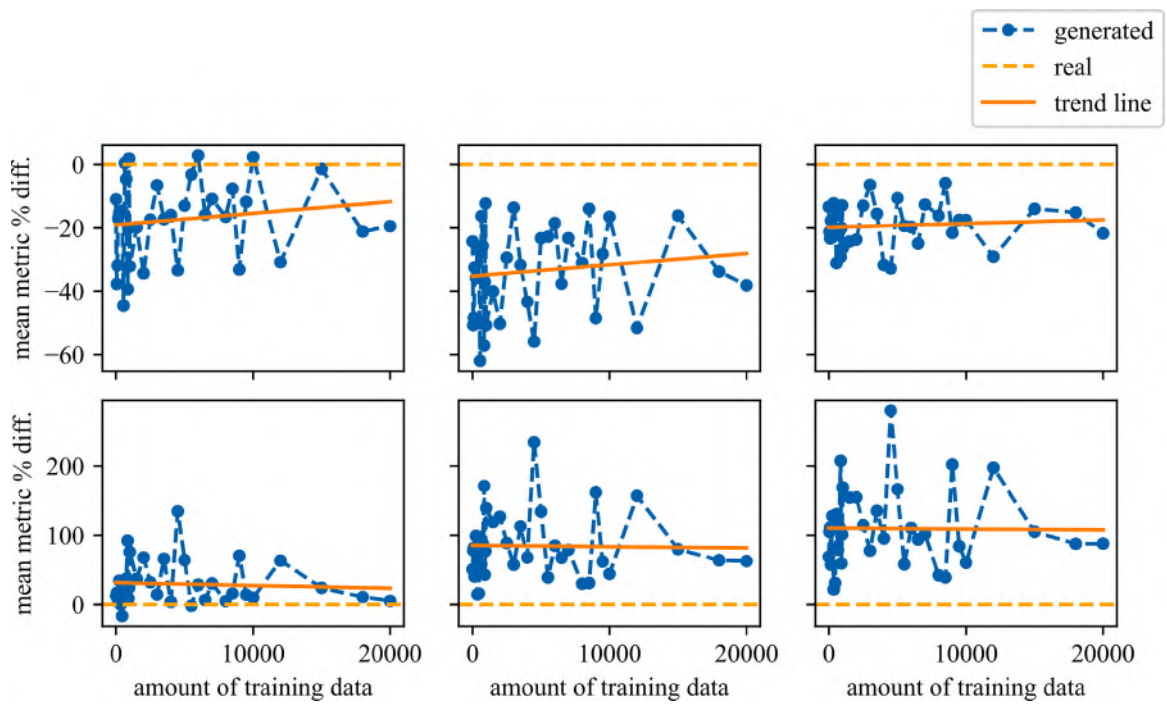 generated
real
trend line
mean metric % diff.
0
−20
−40
−60
mean metric % diff.
200
100
0
0 10000 20000
0 10000 20000
0 10000 20000
amount of training data
amount of training data
amount of training data